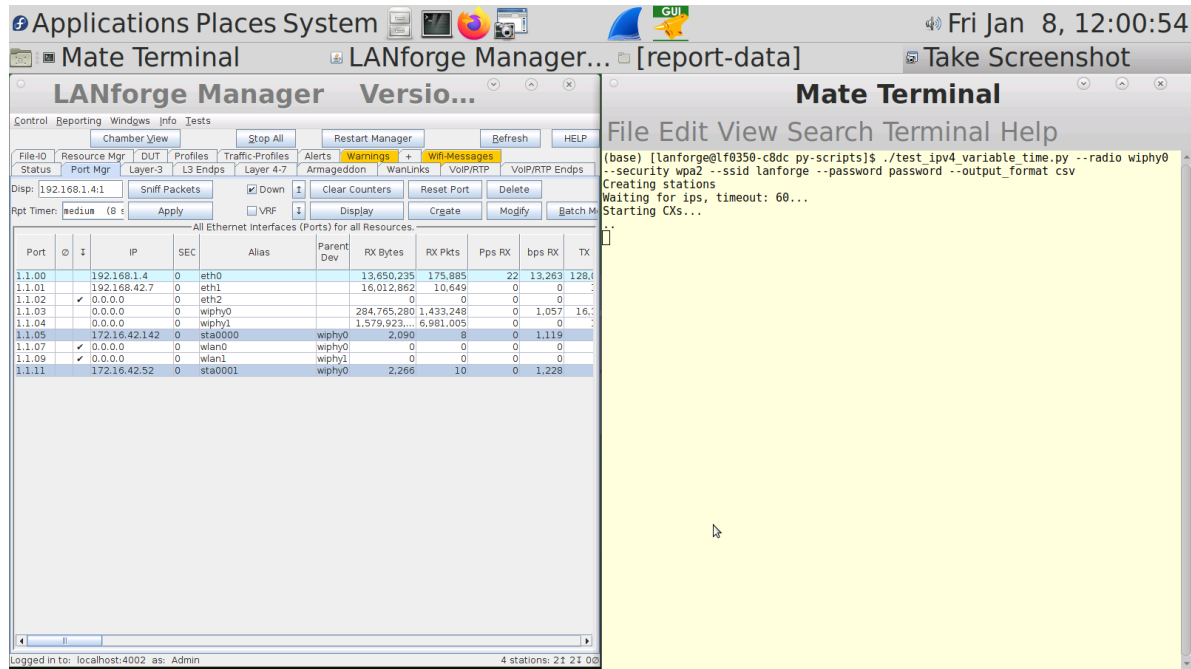 Applications Places System GUI Fri Jan 8, 12:00:54
Mate Terminal LANforge Manager... [report-data] Take Screenshot
LANforge Manager Versio...
Control Reporting Windows Info Tests
Chamber View Stop All Restart Manager Refresh HELP
File-IO Resource Mgr DUT Profiles Traffic-Profiles Alerts Warnings + Wifi-Messages
Status Port Mgr Layer-3 L3 Endps Layer 4-7 Armageddon WanLinks VoIP/RTP VoIP/RTP Endps
Disp: 192.168.1.4:1 Sniff Packets Down Clear Counters Reset Port Delete
Rpt Timer: medium (8 s Apply VRF Display Create Modify Batch M
All Ethernet Interfaces (Ports) for all Resources.
Port IP SEC Alias Parent Dev RX Bytes RX Pkts Pps RX bps RX TX
1.1.00 192.168.1.4 0 eth0 13,650,235 175,885 22 13,263 128,
1.1.01 192.168.42.7 0 eth1 16,012,862 10,649 0 0
1.1.02 ✔ 0.0.0.0 0 eth2 0 0 0 0
1.1.03 0.0.0.0 0 wiphy0 284,765,280 1,433,248 0 1,057 16.
1.1.04 0.0.0.0 0 wiphy1 1,579,923,... 6,981,005 0 0
1.1.05 172.16.42.142 0 sta0000 wiphy0 2,090 8 0 1,119
1.1.07 ✔ 0.0.0.0 0 wlan0 wiphy0 0 0 0 0
1.1.09 ✔ 0.0.0.0 0 wlan1 wiphy1 0 0 0 0
1.1.11 172.16.42.52 0 sta0001 wiphy0 2,266 10 0 1,228
Logged in to: localhost:4002 as: Admin 4 stations: 2↥ 2↧ 0∅
Mate Terminal
File Edit View Search Terminal Help
(base) [lanforge@lf0350-c8dc py-scripts]$ ./test_ipv4_variable_time.py --radio wiphy0
--security wpa2 --ssid lanforge --password password --output_format csv
Creating stations
Waiting for ips, timeout: 60...
Starting CXs...
..